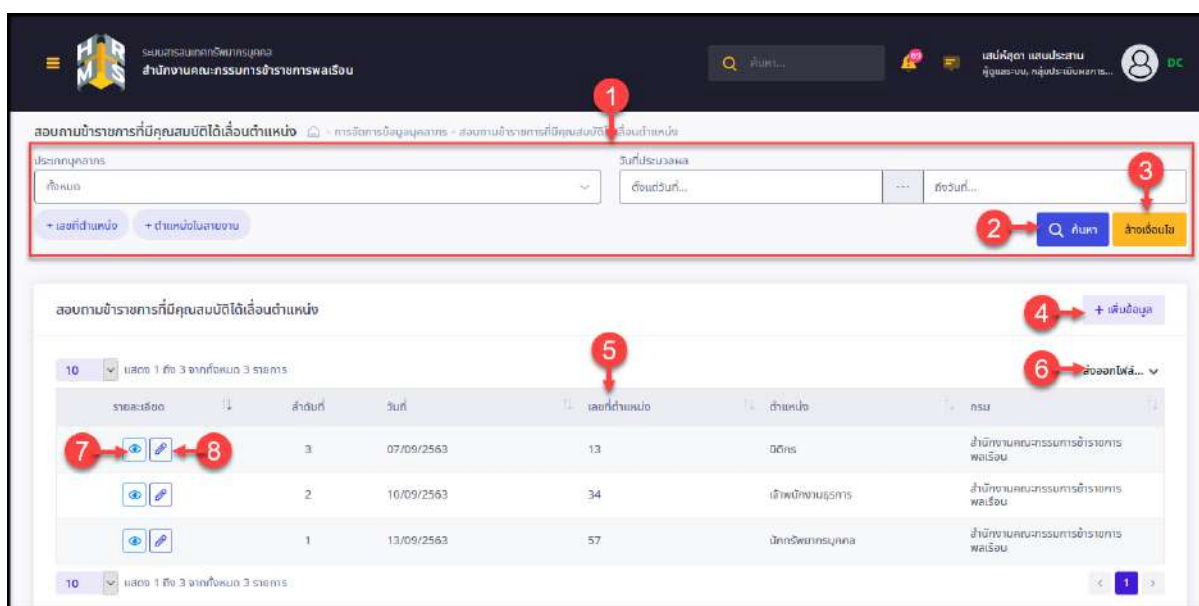 HRMS
ระบบสารสนเทศทรัพยากรบุคคล
สำนักงานคณะกรรมการข้าราชการพลเรือน
ค้นหา...
แสนประสาน
ผู้ดูแลระบบ, กลุ่มประเมินผลการ...
DC
1
สอบถามข้าราชการที่มีคุณสมบัติได้เลื่อนตำแหน่ง - การจัดการข้อมูลบุคลากร - สอบถามข้าราชการที่มีคุณสมบัติได้เลื่อนตำแหน่ง
ประเภทบุคลากร วันที่ประมวลผล
ทั้งหมด ตั้งแต่วันที่... ... ถึงวันที่... 3
+ เลขที่ตำแหน่ง + ตำแหน่งในสายงาน 2 ค้นหา ล้างเงื่อนไข
สอบถามข้าราชการที่มีคุณสมบัติได้เลื่อนตำแหน่ง 4 + เพิ่มข้อมูล
10 แสดง 1 ถึง 3 จากทั้งหมด 3 รายการ 5 6 ส่งออกไฟล์...
รายละเอียด ลำดับที่ วันที่ เลขที่ตำแหน่ง ตำแหน่ง กรม
7 8 3 07/09/2563 13 นิติกร สำนักงานคณะกรรมการข้าราชการ
พลเรือน
2 10/09/2563 34 เจ้าพนักงานธุรการ สำนักงานคณะกรรมการข้าราชการ
พลเรือน
1 13/09/2563 57 นักทรัพยากรบุคคล สำนักงานคณะกรรมการข้าราชการ
พลเรือน
10 แสดง 1 ถึง 3 จากทั้งหมด 3 รายการ < 1 >